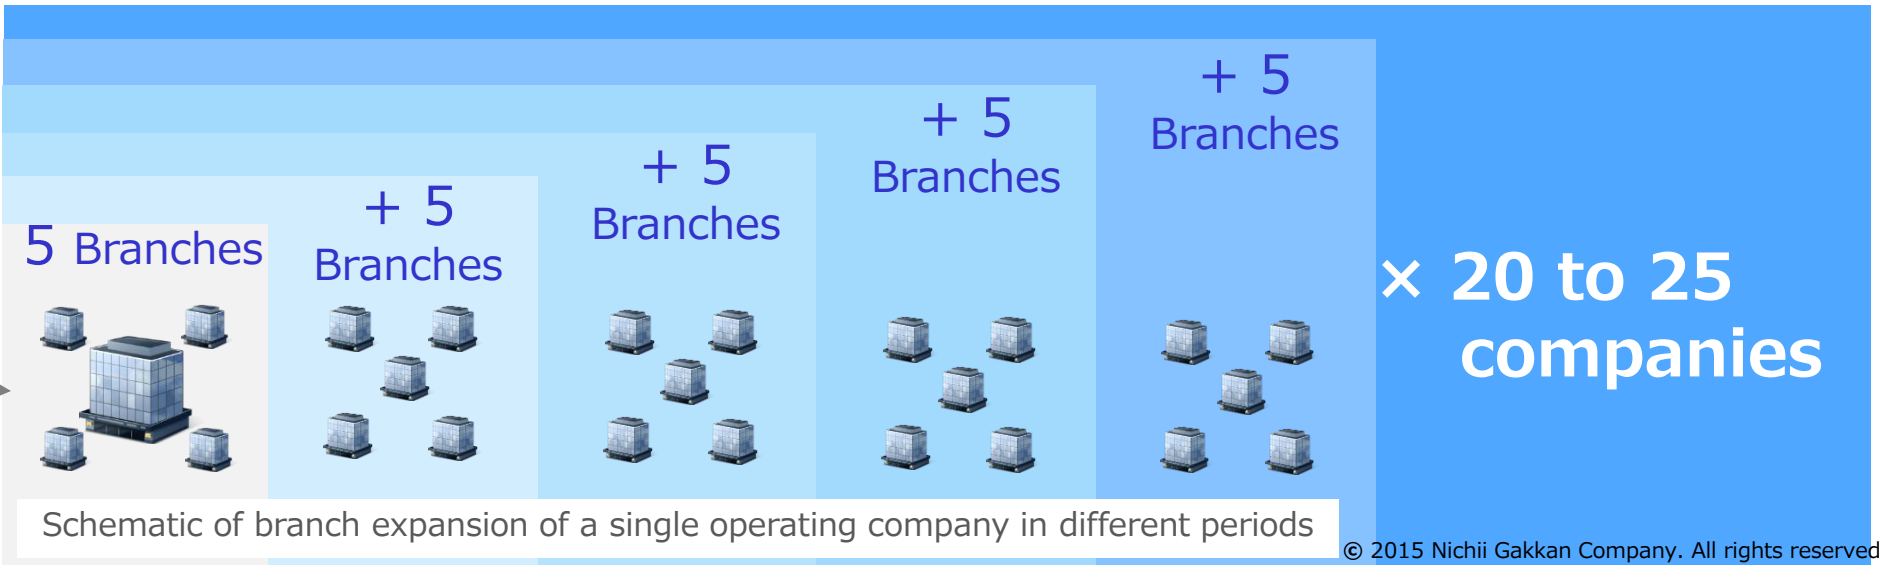 5 Branches
+ 5
Branches
+ 5
Branches
+ 5
Branches
+ 5
Branches
× 20 to 25
companies
Schematic of branch expansion of a single operating company in different periods
© 2015 Nichii Gakkan Company. All rights reserved